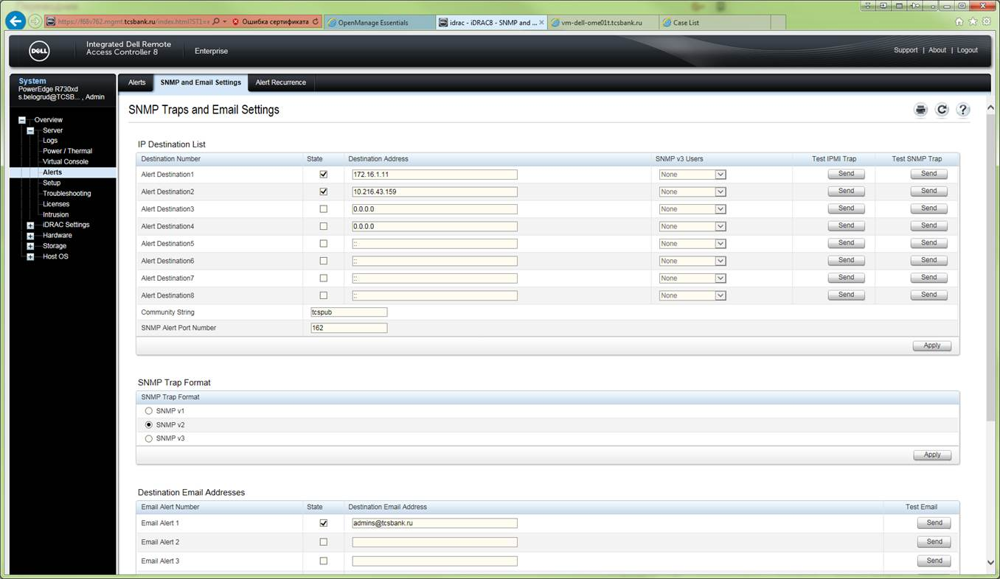 https://f68v762.mgmt.tcsbank.ru/index.html?ST1= Ошибка сертификата OpenManage Essentials idrac - iDRAC8 - SNMP and ... vm-dell-ome01t.tcsbank.ru Case List
DELL
Integrated Dell Remote
Access Controller 8
Enterprise
Support | About | Logout
System
PowerEdge R730xd
s.belogrud@TCSB... , Admin
Overview
Server
Logs
Power / Thermal
Virtual Console
Alerts
Setup
Troubleshooting
Licenses
Intrusion
iDRAC Settings
Hardware
Storage
Host OS
Alerts SNMP and Email Settings Alert Recurrence
SNMP Traps and Email Settings
IP Destination List
Destination Number State Destination Address SNMP v3 Users Test IPMI Trap Test SNMP Trap
Alert Destination1 172.16.1.11 None Send Send
Alert Destination2 10.216.43.159 None Send Send
Alert Destination3 0.0.0.0 None Send Send
Alert Destination4 0.0.0.0 None Send Send
Alert Destination5 :: None Send Send
Alert Destination6 :: None Send Send
Alert Destination7 :: None Send Send
Alert Destination8 :: None Send Send
Community String tcspub
SNMP Alert Port Number 162
Apply
SNMP Trap Format
SNMP Trap Format
SNMP v1
SNMP v2
SNMP v3
Apply
Destination Email Addresses
Email Alert Number State Destination Email Address Test Email
Email Alert 1 admins@tcsbank.ru Send
Email Alert 2 Send
Email Alert 3 Send